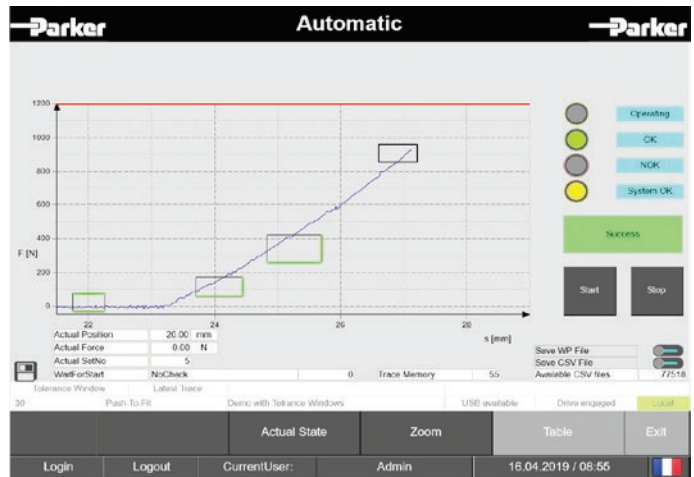 Parker Automatic Parker
1200
1000
800
600
400
F [N]
200
0
22 24 26 28
s [mm]
Operating
OK
NOK
System OK
Success
Start Stop
Actual Position 20.00 mm
Actual Force 0.00 N
Actual SetNo 5
WaitForStart NoCheck 0 Trace Memory 55
Save WP File
Save CSV File
Available CSV files 77518
Tolerance Window Latest Trace
30 Push-To-Fit Demo with Tolrance Windows USB available Drive engaged Local
Actual State Zoom Table Exit
Login Logout CurrentUser: Admin 16.04.2019 / 08:55